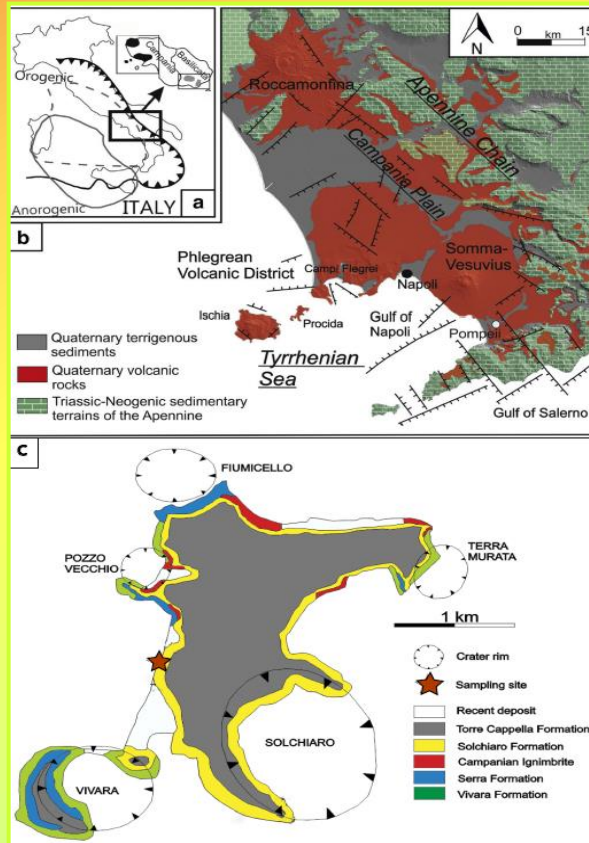 Campania
Basilicata
Orogenic
Anorogenic
ITALY
a
N
0 km 15
Roccamonfina
Apennine Chain
Campania Plain
b
Phlegrean
Volcanic District
Campi Flegrei
Somma-
Vesuvius
Napoli
Ischia
Procida
Gulf of
Napoli
Pompeii
Tyrrhenian
Sea
Gulf of Salerno
Quaternary terrigenous
sediments
Quaternary volcanic
rocks
Triassic-Neogenic sedimentary
terrains of the Apennine
c
FIUMICELLO
POZZO
VECCHIO
TERRA
MURATA
1 km
SOLCHIARO
VIVARA
Crater rim
Sampling site
Recent deposit
Torre Cappella Formation
Solchiaro Formation
Campanian Ignimbrite
Serra Formation
Vivara Formation